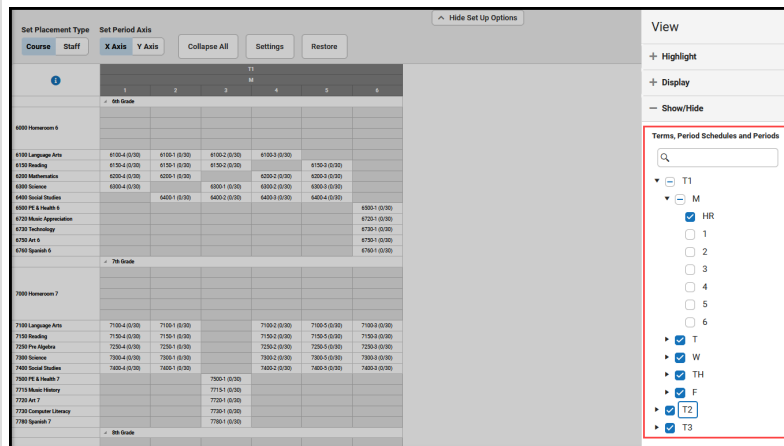 Hide Set Up Options
Set Placement Type Set Period Axis
Course Staff X Axis Y Axis Collapse All Settings Restore
T1
M
1 2 3 4 5 6
6th Grade
6000 Homeroom 6
6100 Language Arts 6100-4 (0/30) 6100-1 (0/30) 6100-2 (0/30) 6100-3 (0/30)
6150 Reading 6150-4 (0/30) 6150-1 (0/30) 6150-2 (0/30) 6150-3 (0/30)
6200 Mathematics 6200-4 (0/30) 6200-1 (0/30) 6200-2 (0/30) 6200-3 (0/30)
6300 Science 6300-4 (0/30) 6300-1 (0/30) 6300-2 (0/30) 6300-3 (0/30)
6400 Social Studies 6400-1 (0/30) 6400-2 (0/30) 6400-3 (0/30) 6400-4 (0/30)
6500 PE & Health 6 6500-1 (0/30)
6720 Music Appreciation 6720-1 (0/30)
6730 Technology 6730-1 (0/30)
6750 Art 6 6750-1 (0/30)
6760 Spanish 6 6760-1 (0/30)
7th Grade
7000 Homeroom 7
7100 Language Arts 7100-4 (0/30) 7100-1 (0/30) 7100-2 (0/30) 7100-5 (0/30) 7100-3 (0/30)
7150 Reading 7150-4 (0/30) 7150-1 (0/30) 7150-2 (0/30) 7150-5 (0/30) 7150-3 (0/30)
7250 Pre Algebra 7250-4 (0/30) 7250-1 (0/30) 7250-2 (0/30) 7250-5 (0/30) 7250-3 (0/30)
7300 Science 7300-4 (0/30) 7300-1 (0/30) 7300-2 (0/30) 7300-5 (0/30) 7300-3 (0/30)
7400 Social Studies 7400-4 (0/30) 7400-1 (0/30) 7400-2 (0/30) 7400-5 (0/30) 7400-3 (0/30)
7500 PE & Health 7 7500-1 (0/30)
7715 Music History 7715-1 (0/30)
7720 Art 7 7720-1 (0/30)
7730 Computer Literacy 7730-1 (0/30)
7780 Spanish 7 7780-1 (0/30)
8th Grade
View
Highlight
Display
Show/Hide
Terms, Period Schedules and Periods
T1
M
HR
1
2
3
4
5
6
T
W
TH
F
T2
T3